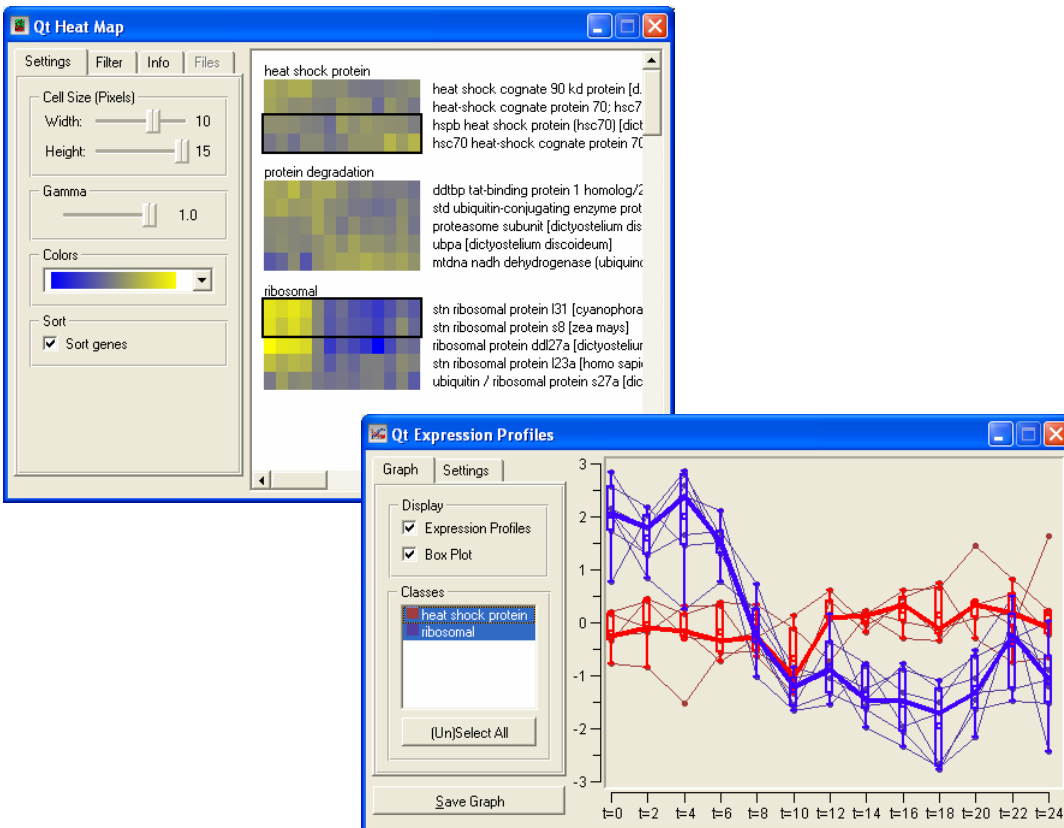 Qt Heat Map
Settings Filter Info Files
Cell Size (Pixels)
Width: 10
Height: 15
Gamma
1.0
Colors
Sort
Sort genes
heat shock protein
heat shock cognate 90 kd protein [d.
heat-shock cognate protein 70; hsc7
hspb heat shock protein (hsc70) [dict
hsc70 heat-shock cognate protein 70
protein degradation
ddtbp tat-binding protein 1 homolog/2
std ubiquitin-conjugating enzyme prot
proteasome subunit [dictyostelium dis
ubpa [dictyostelium discoideum]
mtdna nadh dehydrogenase (ubiquino
ribosomal
stn ribosomal protein l31 [cyanophora
stn ribosomal protein s8 [zea mays]
ribosomal protein ddl27a [dictyostelium
stn ribosomal protein l23a [homo sapi
ubiquitin / ribosomal protein s27a [dic
Qt Expression Profiles
Graph Settings
Display
Expression Profiles
Box Plot
Classes
heat shock protein
ribosomal
(Un)Select All
Save Graph
3
2
1
0
-1
-2
-3
t=0 t=2 t=4 t=6 t=8 t=10 t=12 t=14 t=16 t=18 t=20 t=22 t=24